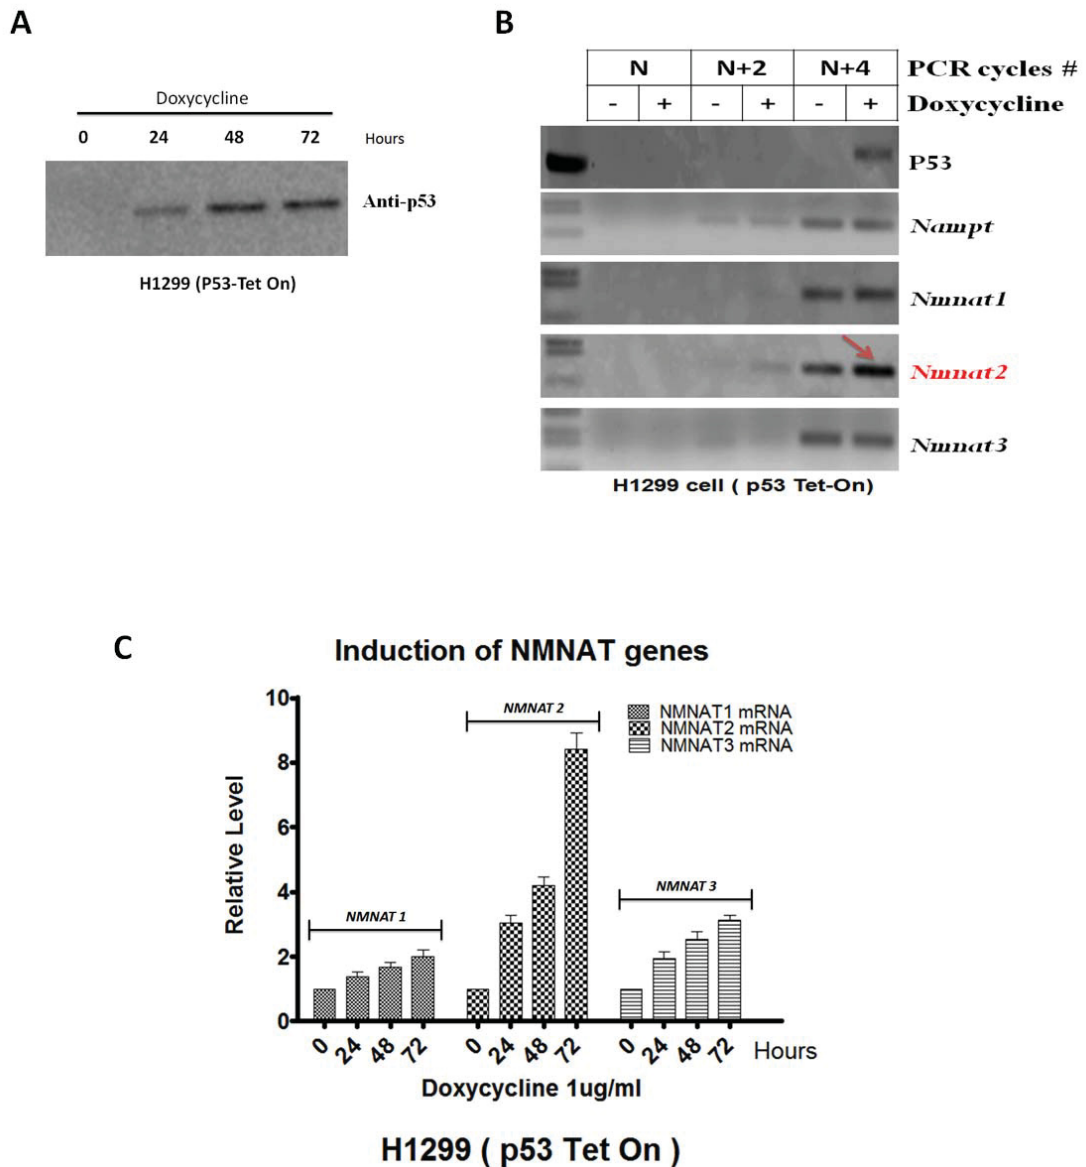 A
Doxycycline
0 24 48 72 Hours
Anti-p53
H1299 (P53-Tet On)
B
N N+2 N+4 PCR cycles #
- + - + - + Doxycycline
P53
Nampt
Nmnat1
Nmnat2
Nmnat3
H1299 cell ( p53 Tet-On)
C
Induction of NMNAT genes
10
8
6
4
2
0
Relative Level
NMNAT 1
NMNAT 2
NMNAT 3
NMNAT1 mRNA
NMNAT2 mRNA
NMNAT3 mRNA
0 24 48 72 0 24 48 72 0 24 48 72 Hours
Doxycycline 1ug/ml
H1299 ( p53 Tet On )